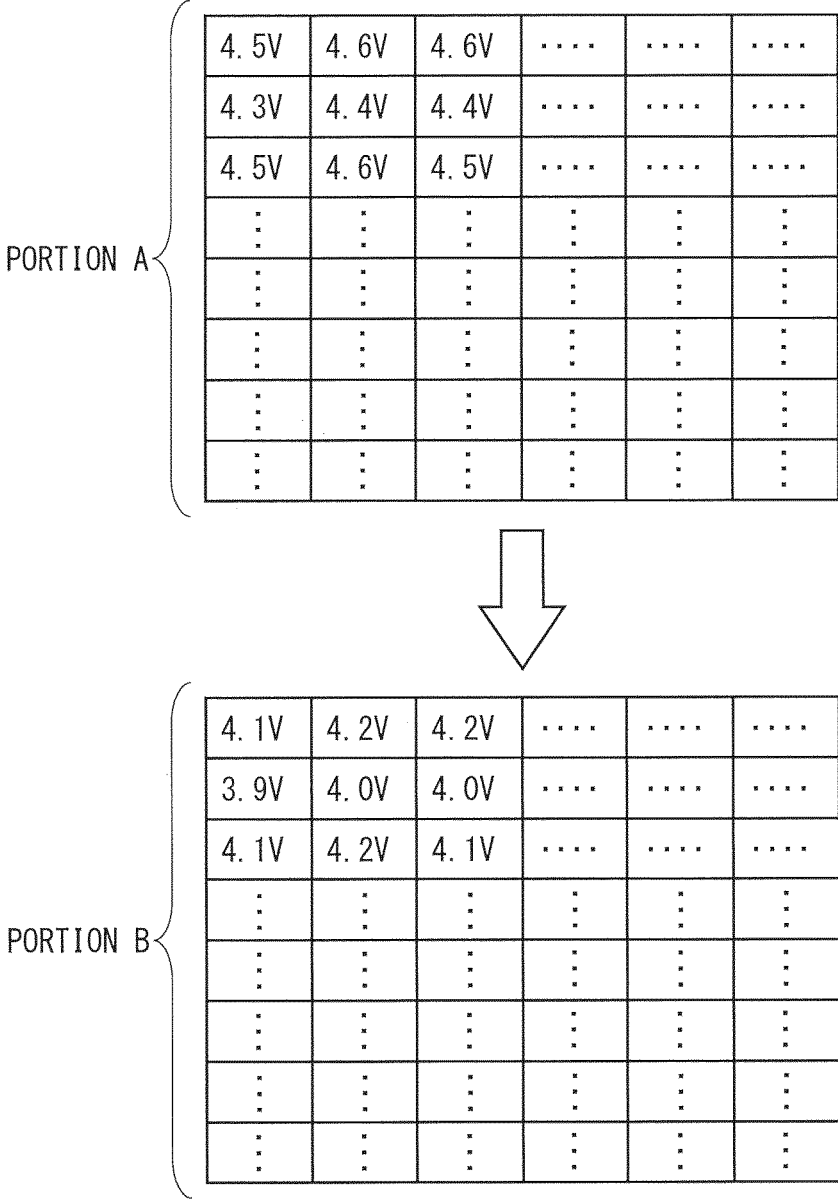 4.5V 4.6V 4.6V ‥‥ ‥‥ ‥‥
4.3V 4.4V 4.4V ‥‥ ‥‥ ‥‥
4.5V 4.6V 4.5V ‥‥ ‥‥ ‥‥
⋮ ⋮ ⋮ ⋮ ⋮ ⋮
⋮ ⋮ ⋮ ⋮ ⋮ ⋮
PORTION A
⋮ ⋮ ⋮ ⋮ ⋮ ⋮
⋮ ⋮ ⋮ ⋮ ⋮ ⋮
⋮ ⋮ ⋮ ⋮ ⋮ ⋮
4.1V 4.2V 4.2V ‥‥ ‥‥ ‥‥
3.9V 4.0V 4.0V ‥‥ ‥‥ ‥‥
4.1V 4.2V 4.1V ‥‥ ‥‥ ‥‥
⋮ ⋮ ⋮ ⋮ ⋮ ⋮
PORTION B
⋮ ⋮ ⋮ ⋮ ⋮ ⋮
⋮ ⋮ ⋮ ⋮ ⋮ ⋮
⋮ ⋮ ⋮ ⋮ ⋮ ⋮
⋮ ⋮ ⋮ ⋮ ⋮ ⋮